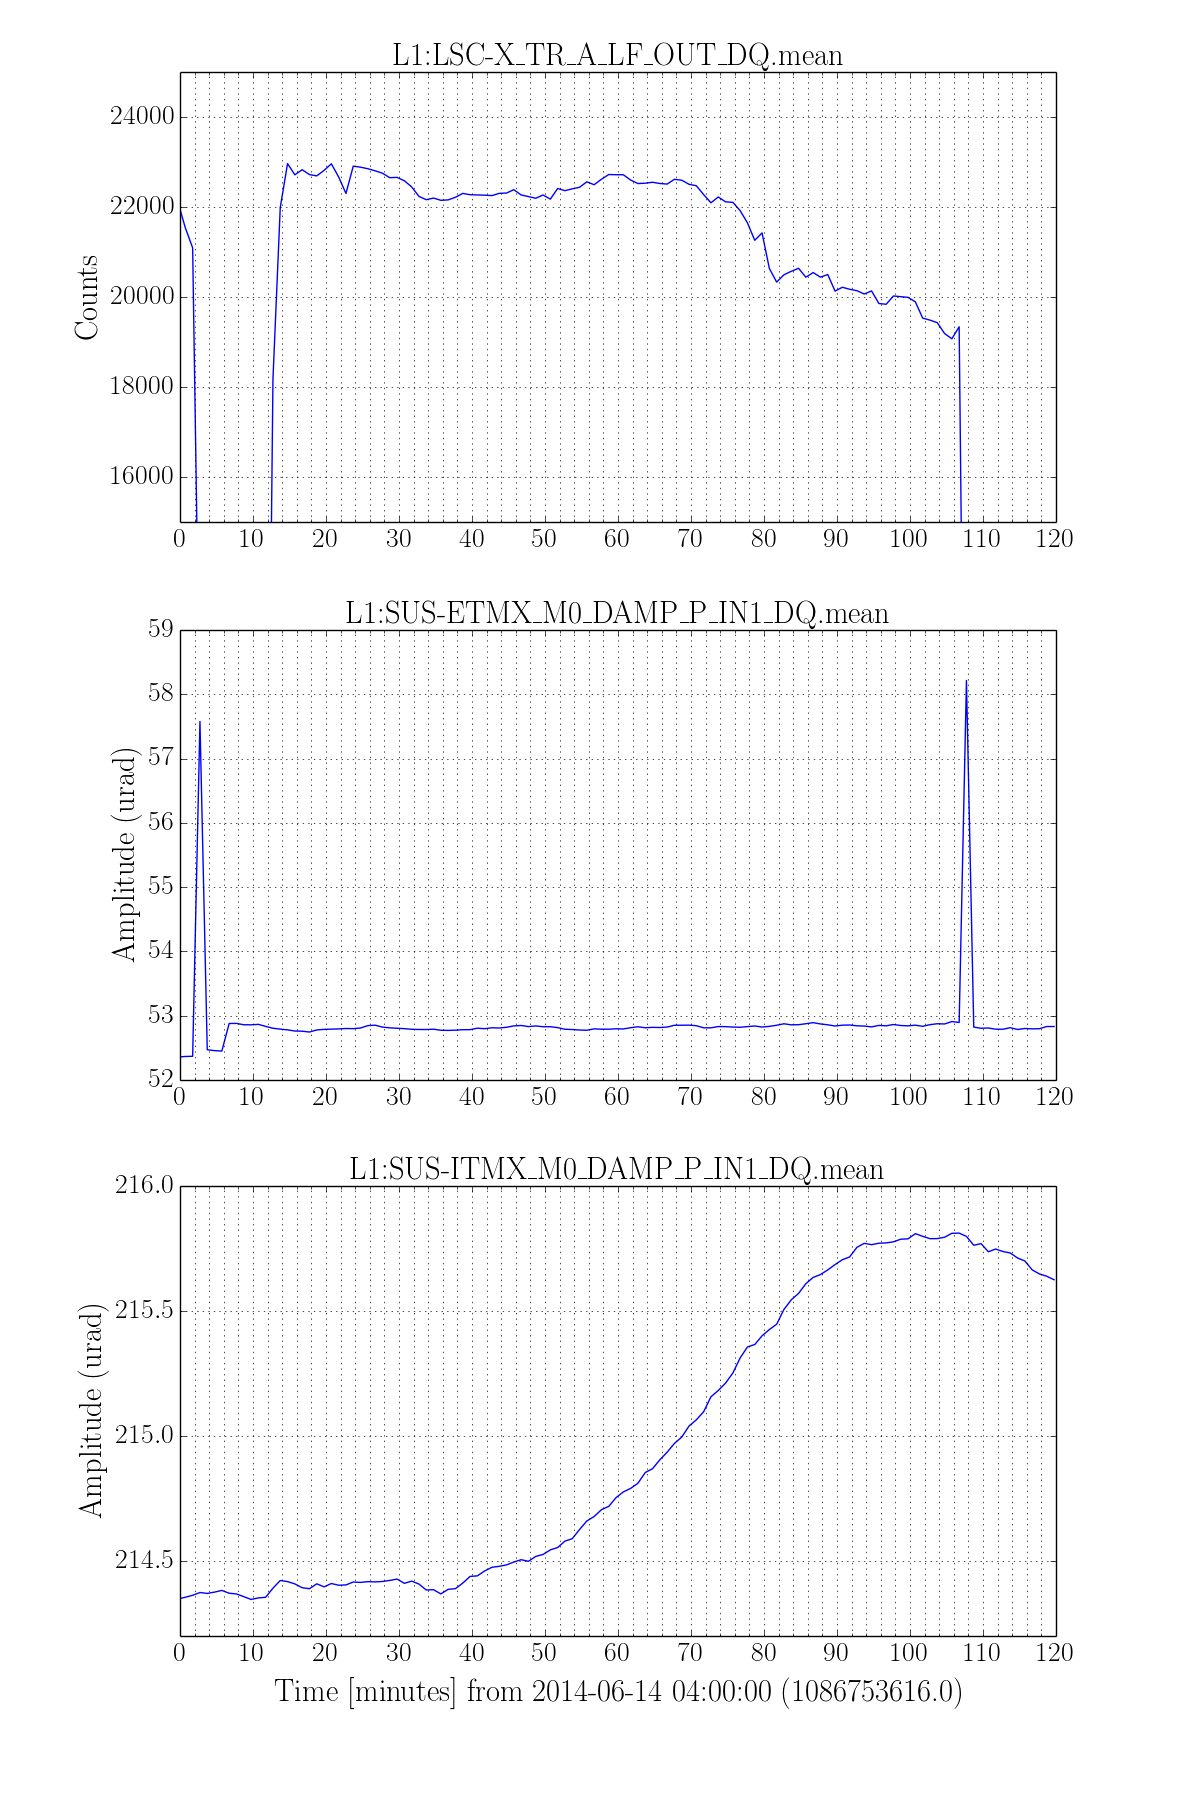 L1:LSC-X_TR_A_LF_OUT_DQ.mean
24000
22000
20000
18000
16000
Counts
0 10 20 30 40 50 60 70 80 90 100 110 120
L1:SUS-ETMX_M0_DAMP_P_IN1_DQ.mean
59
58
57
56
55
54
53
52
Amplitude (urad)
0 10 20 30 40 50 60 70 80 90 100 110 120
L1:SUS-ITMX_M0_DAMP_P_IN1_DQ.mean
216.0
215.5
215.0
214.5
Amplitude (urad)
0 10 20 30 40 50 60 70 80 90 100 110 120
Time [minutes] from 2014-06-14 04:00:00 (1086753616.0)